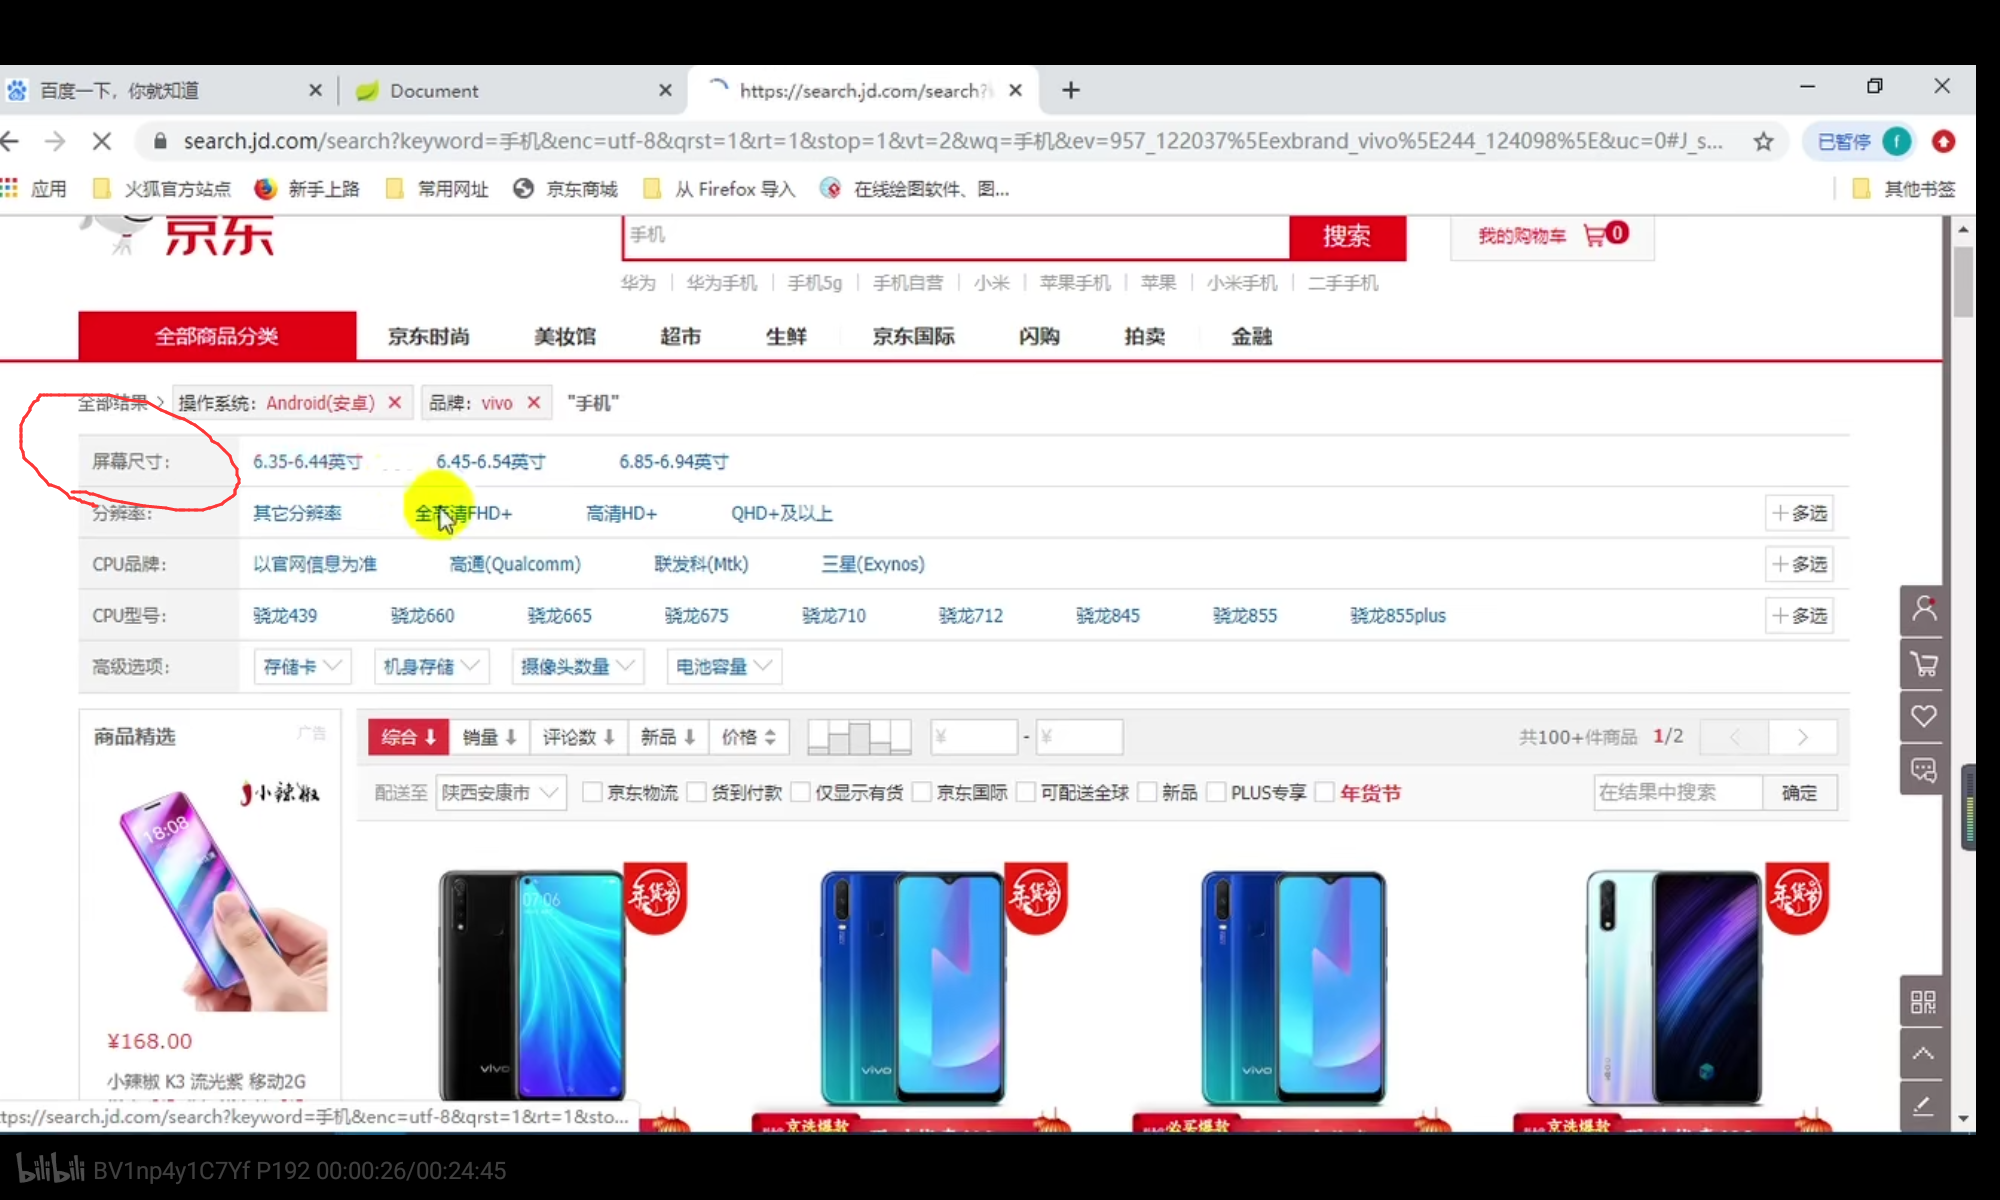 百度一下，你就知道
Document
https://search.jd.com/search?
search.jd.com/search?keyword=手机&enc=utf-8&qrst=1&rt=1&stop=1&vt=2&wq=手机&ev=957_122037%5Eexbrand_vivo%5E244_124098%5E&uc=0#J_s...
已暂停 f
应用 火狐官方站点 新手上路 常用网址 京东商城 从 Firefox 导入 在线绘图软件、图... 其他书签
京东 手机 搜索 我的购物车 0
华为 华为手机 手机5g 手机自营 小米 苹果手机 苹果 小米手机 二手手机
全部商品分类 京东时尚 美妆馆 超市 生鲜 京东国际 闪购 拍卖 金融
全部结果 > 操作系统：Android(安卓) × 品牌：vivo × "手机"
屏幕尺寸： 6.35-6.44英寸 6.45-6.54英寸 6.85-6.94英寸
分辨率： 其它分辨率 全高清FHD+ 高清HD+ QHD+及以上 +多选
CPU品牌： 以官网信息为准 高通(Qualcomm) 联发科(Mtk) 三星(Exynos) +多选
CPU型号： 骁龙439 骁龙660 骁龙665 骁龙675 骁龙710 骁龙712 骁龙845 骁龙855 骁龙855plus +多选
高级选项： 存储卡 机身存储 摄像头数量 电池容量
商品精选 广告
综合 销量 评论数 新品 价格 ¥ - ¥ 共100+件商品 1/2 < >
配送至 陕西安康市 京东物流 货到付款 仅显示有货 京东国际 可配送全球 新品 PLUS专享 年货节 在结果中搜索 确定
小辣椒
18:08
07:06
年货节
年货节
年货节
年货节
vivo
vivo
vivo
¥168.00
小辣椒 K3 流光紫 移动2G
tps://search.jd.com/search?keyword=手机&enc=utf-8&qrst=1&rt=1&sto...
京选爆款
必买爆款
京选爆款
bilibili BV1np4y1C7Yf P192 00:00:26/00:24:45